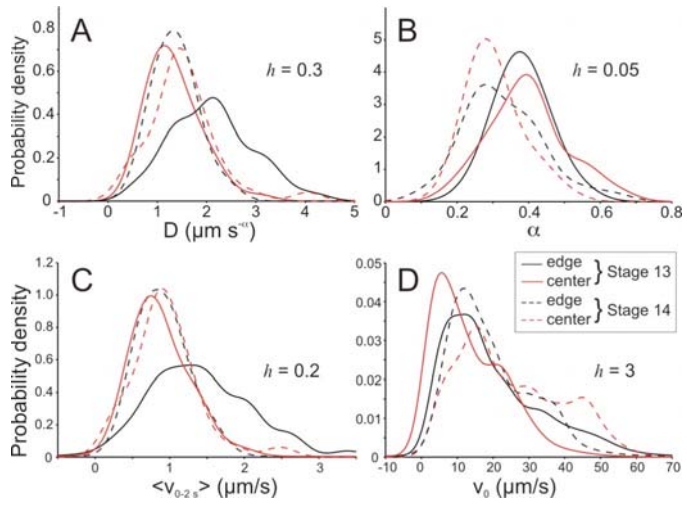 A
B
Probability density
0.8
0.6
0.4
0.2
0
h = 0.3
-1 0 1 2 3 4 5
D (μm s⁻ᵅ)
5
4
3
2
1
0
h = 0.05
0 0.2 0.4 0.6 0.8
α
C
D
Probability density
1.2
1.0
0.8
0.6
0.4
0.2
0
h = 0.2
0 1 2 3
<v₀₋₂ ₛ> (μm/s)
0.05
0.04
0.03
0.02
0.01
0
edge
center } Stage 13
edge
center } Stage 14
h = 3
-10 0 10 20 30 40 50 60 70
v₀ (μm/s)